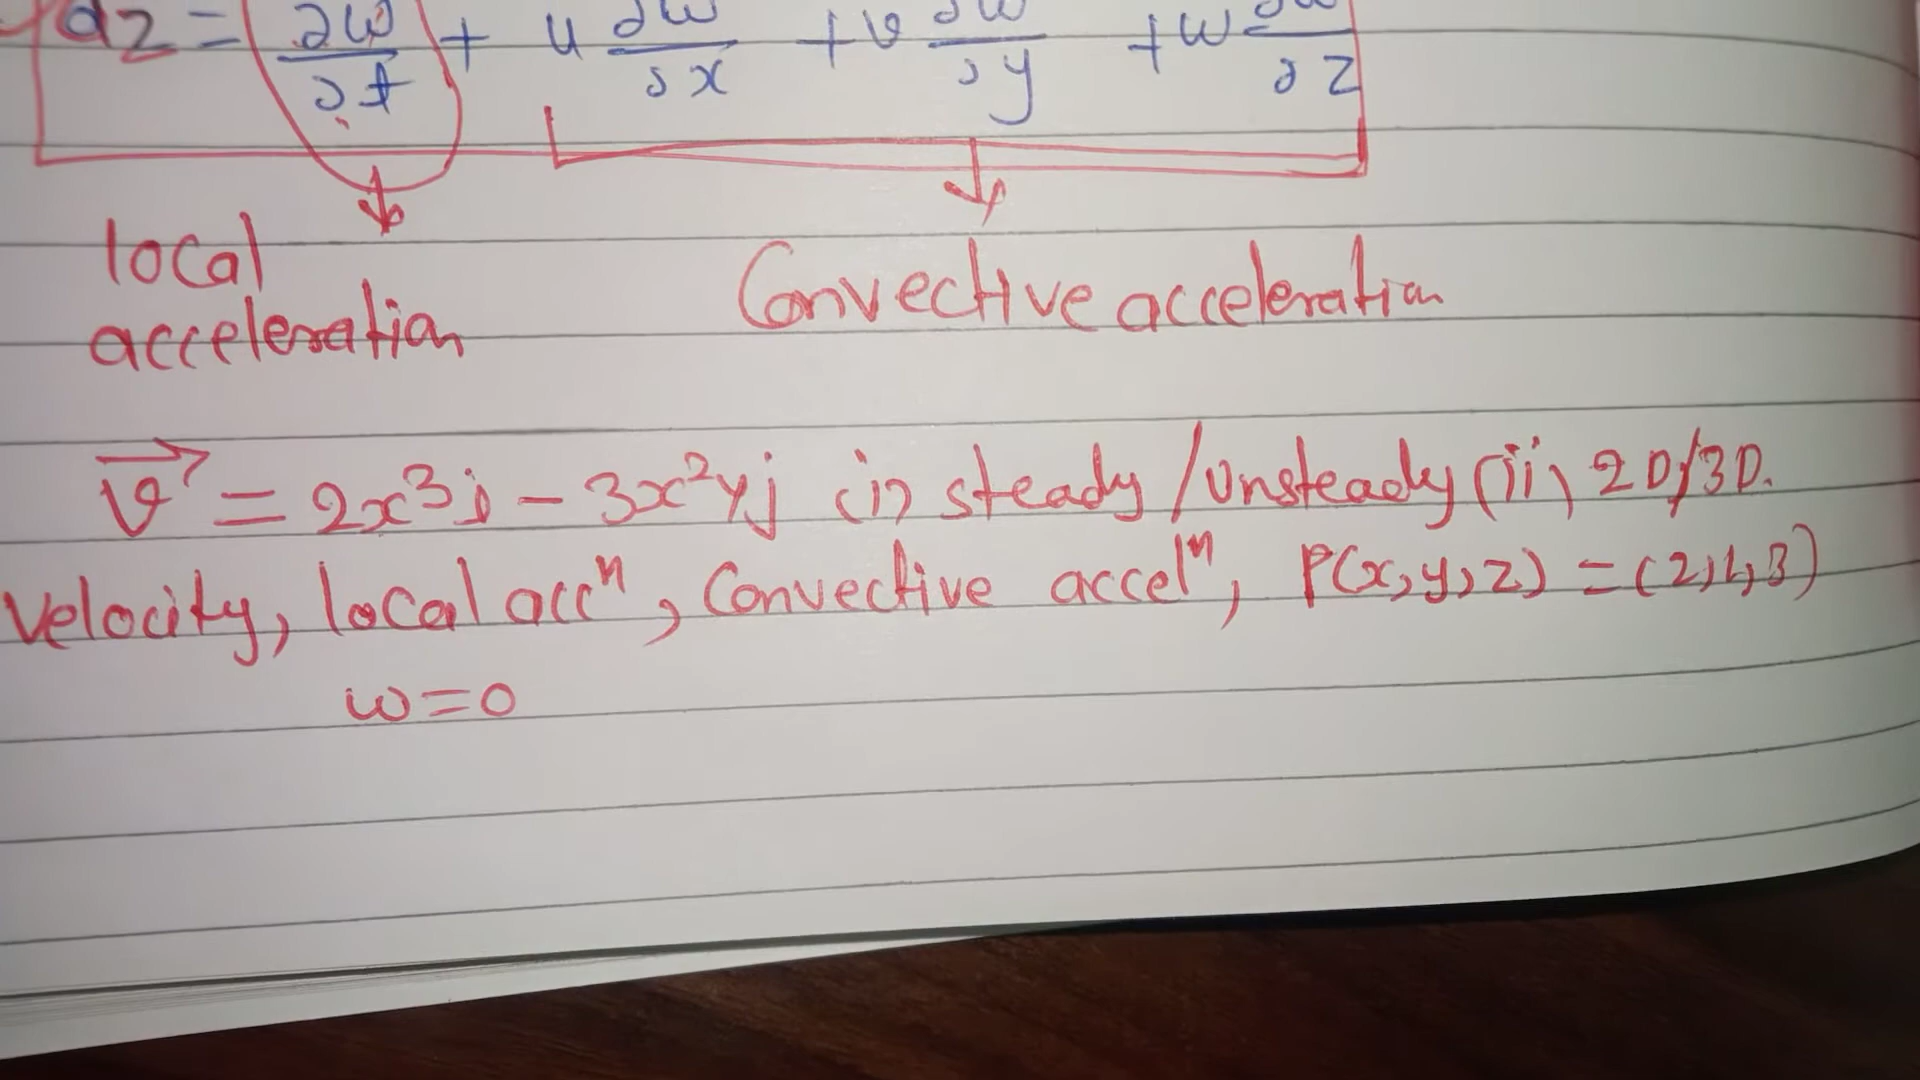 az = ∂w/∂t + u ∂w/∂x + v ∂w/∂y + w ∂w/∂z
local acceleration
Convective acceleration
v⃗ = 2x³i - 3x²yj (i) steady/unsteady (ii) 2D/3D.
velocity, local accⁿ, Convective accelⁿ, P(x,y,z) = (2,1,3)
w=0